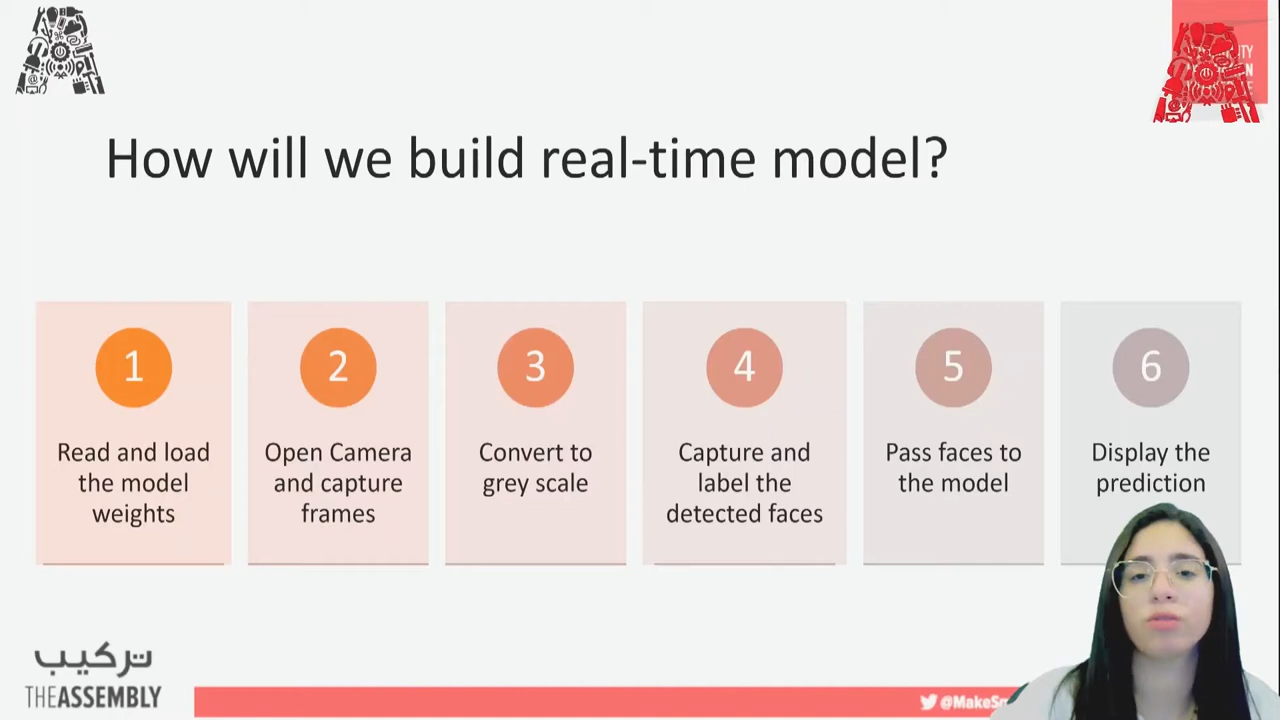 How will we build real-time model?
1
Read and load
the model
weights
2
Open Camera
and capture
frames
3
Convert to
grey scale
4
Capture and
label the
detected faces
5
Pass faces to
the model
6
Display the
prediction
تركيب
THEASSEMBLY